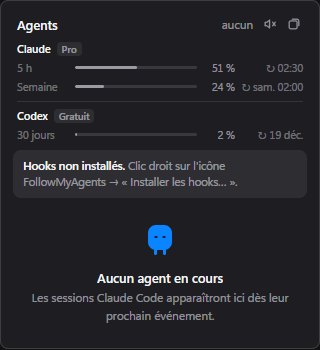 Agents aucun
Claude Pro
5 h 51 % ↻ 02:30
Semaine 24 % ↻ sam. 02:00
Codex Gratuit
30 jours 2 % ↻ 19 déc.
Hooks non installés. Clic droit sur l'icône
FollowMyAgents → « Installer les hooks... ».
Aucun agent en cours
Les sessions Claude Code apparaîtront ici dès leur
prochain événement.